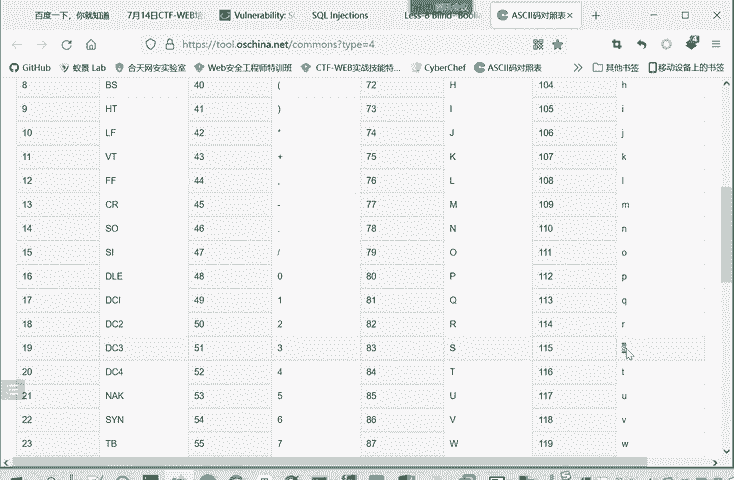 百度一下，你就知道 7月14日CTF-WEB培 Vulnerability: S SQL Injections Less-8 Blind- Boolia ASCII码对照表 × +
https://tool.oschina.net/commons?type=4
GitHub 蚁景 Lab 合天网安实验室 Web安全工程师特训班 CTF-WEB实战技能特... CyberChef ASCII码对照表 » 其他书签 移动设备上的书签
8 BS 40 ( 72 H 104 h
9 HT 41 ) 73 I 105 i
10 LF 42 * 74 J 106 j
11 VT 43 + 75 K 107 k
12 FF 44 , 76 L 108 l
13 CR 45 - 77 M 109 m
14 SO 46 . 78 N 110 n
15 SI 47 / 79 O 111 o
16 DLE 48 0 80 P 112 p
17 DCI 49 1 81 Q 113 q
18 DC2 50 2 82 R 114 r
19 DC3 51 3 83 S 115
20 DC4 52 4 84 T 116 t
21 NAK 53 5 85 U 117 u
22 SYN 54 6 86 V 118 v
23 TB 55 7 87 W 119 w